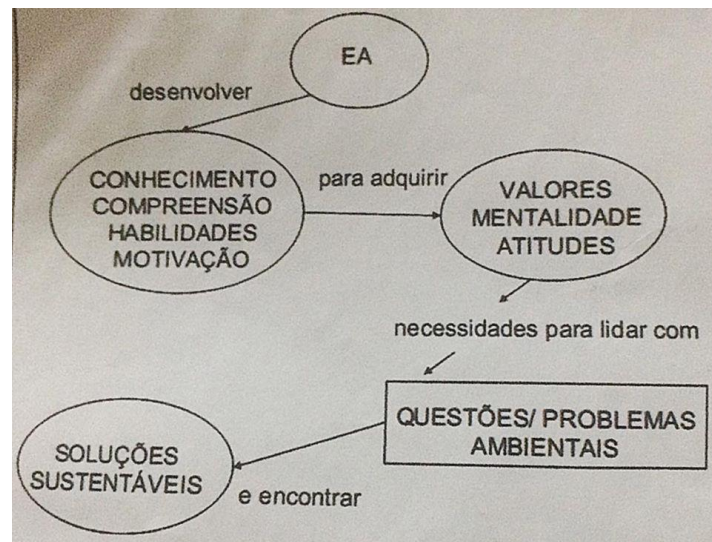 EA
desenvolver
CONHECIMENTO
COMPREENSÃO
HABILIDADES
MOTIVAÇÃO
para adquirir
VALORES
MENTALIDADE
ATITUDES
necessidades para lidar com
QUESTÕES/ PROBLEMAS
AMBIENTAIS
e encontrar
SOLUÇÕES
SUSTENTÁVEIS